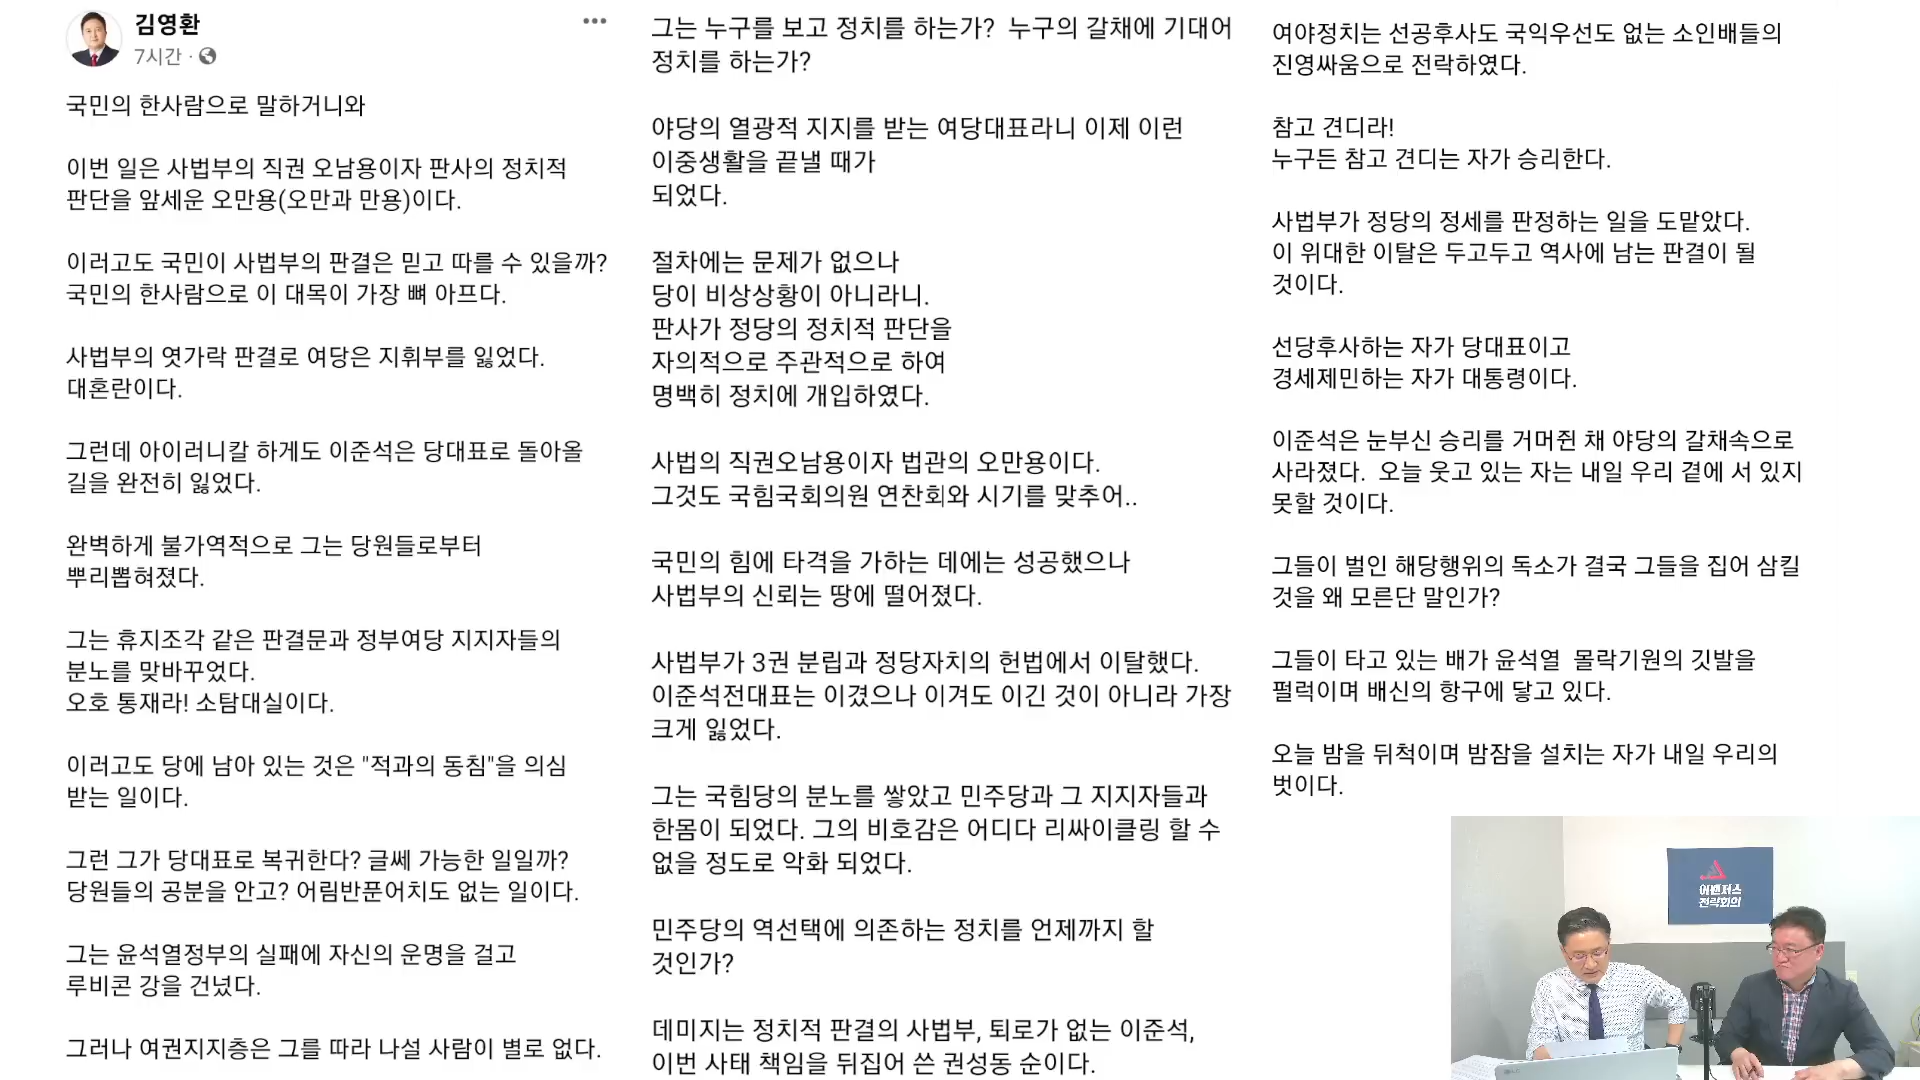 김영환
7시간 ·
국민의 한사람으로 말하거니와
이번 일은 사법부의 직권 오남용이자 판사의 정치적
판단을 앞세운 오만용(오만과 만용)이다.
이러고도 국민이 사법부의 판결은 믿고 따를 수 있을까?
국민의 한사람으로 이 대목이 가장 뼈 아프다.
사법부의 엿가락 판결로 여당은 지휘부를 잃었다.
대혼란이다.
그런데 아이러니칼 하게도 이준석은 당대표로 돌아올
길을 완전히 잃었다.
완벽하게 불가역적으로 그는 당원들로부터
뿌리뽑혀졌다.
그는 휴지조각 같은 판결문과 정부여당 지지자들의
분노를 맞바꾸었다.
오호 통재라! 소탐대실이다.
이러고도 당에 남아 있는 것은 "적과의 동침"을 의심
받는 일이다.
그런 그가 당대표로 복귀한다? 글쎄 가능한 일일까?
당원들의 공분을 안고? 어림반푼어치도 없는 일이다.
그는 윤석열정부의 실패에 자신의 운명을 걸고
루비콘 강을 건넜다.
그러나 여권지지층은 그를 따라 나설 사람이 별로 없다.
그는 누구를 보고 정치를 하는가? 누구의 갈채에 기대어
정치를 하는가?
야당의 열광적 지지를 받는 여당대표라니 이제 이런
이중생활을 끝낼 때가
되었다.
절차에는 문제가 없으나
당이 비상상황이 아니라니.
판사가 정당의 정치적 판단을
자의적으로 주관적으로 하여
명백히 정치에 개입하였다.
사법의 직권오남용이자 법관의 오만용이다.
그것도 국힘국회의원 연찬회와 시기를 맞추어..
국민의 힘에 타격을 가하는 데에는 성공했으나
사법부의 신뢰는 땅에 떨어졌다.
사법부가 3권 분립과 정당자치의 헌법에서 이탈했다.
이준석전대표는 이겼으나 이겨도 이긴 것이 아니라 가장
크게 잃었다.
그는 국힘당의 분노를 쌓았고 민주당과 그 지지자들과
한몸이 되었다. 그의 비호감은 어디다 리싸이클링 할 수
없을 정도로 악화 되었다.
민주당의 역선택에 의존하는 정치를 언제까지 할
것인가?
데미지는 정치적 판결의 사법부, 퇴로가 없는 이준석,
이번 사태 책임을 뒤집어 쓴 권성동 순이다.
여야정치는 선공후사도 국익우선도 없는 소인배들의
진영싸움으로 전락하였다.
참고 견디라!
누구든 참고 견디는 자가 승리한다.
사법부가 정당의 정세를 판정하는 일을 도맡았다.
이 위대한 이탈은 두고두고 역사에 남는 판결이 될
것이다.
선당후사하는 자가 당대표이고
경세제민하는 자가 대통령이다.
이준석은 눈부신 승리를 거머쥔 채 야당의 갈채속으로
사라졌다. 오늘 웃고 있는 자는 내일 우리 곁에 서 있지
못할 것이다.
그들이 벌인 해당행위의 독소가 결국 그들을 집어 삼킬
것을 왜 모른단 말인가?
그들이 타고 있는 배가 윤석열 몰락기원의 깃발을
펄럭이며 배신의 항구에 닿고 있다.
오늘 밤을 뒤척이며 밤잠을 설치는 자가 내일 우리의
벗이다.
어벤저스
전략회의